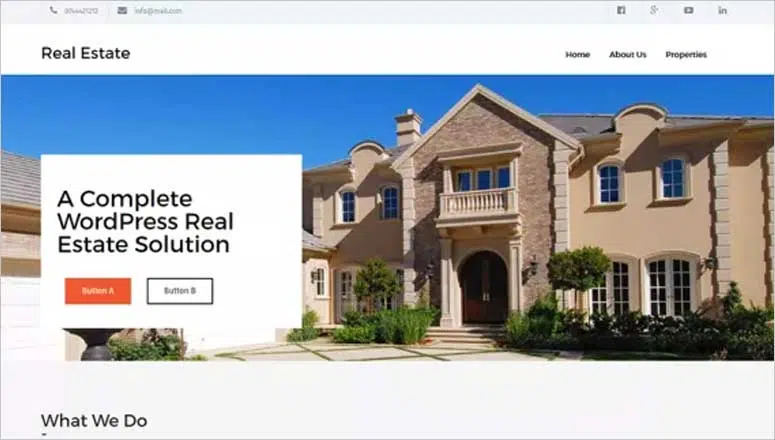 info@mail.com
Real Estate
Home About Us Properties
A Complete
WordPress Real
Estate Solution
Button A Button B
What We Do